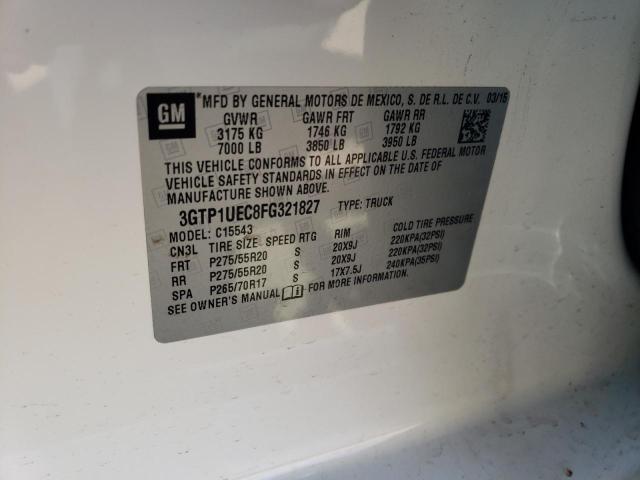 GM
*MFD BY GENERAL MOTORS DE MEXICO, S. DE R.L. DE C.V. 03/15
GVWR GAWR FRT GAWR RR
3175 KG 1746 KG 1792 KG
7000 LB 3850 LB 3950 LB
THIS VEHICLE CONFORMS TO ALL APPLICABLE U.S. FEDERAL MOTOR
VEHICLE SAFETY STANDARDS IN EFFECT ON THE DATE OF
MANUFACTURE SHOWN ABOVE.
3GTP1UEC8FG321827 TYPE: TRUCK
MODEL: C15543
CN3L TIRE SIZE SPEED RTG RIM COLD TIRE PRESSURE
FRT P275/55R20 S 20X9J 220KPA(32PSI)
RR P275/55R20 S 20X9J 220KPA(32PSI)
SPA P265/70R17 S 17X7.5J 240KPA(35PSI)
SEE OWNER'S MANUAL FOR MORE INFORMATION.